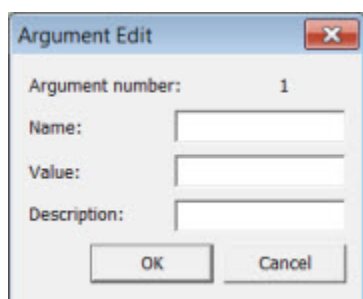 Argument Edit
Argument number: 1
Name:
Value:
Description:
OK Cancel